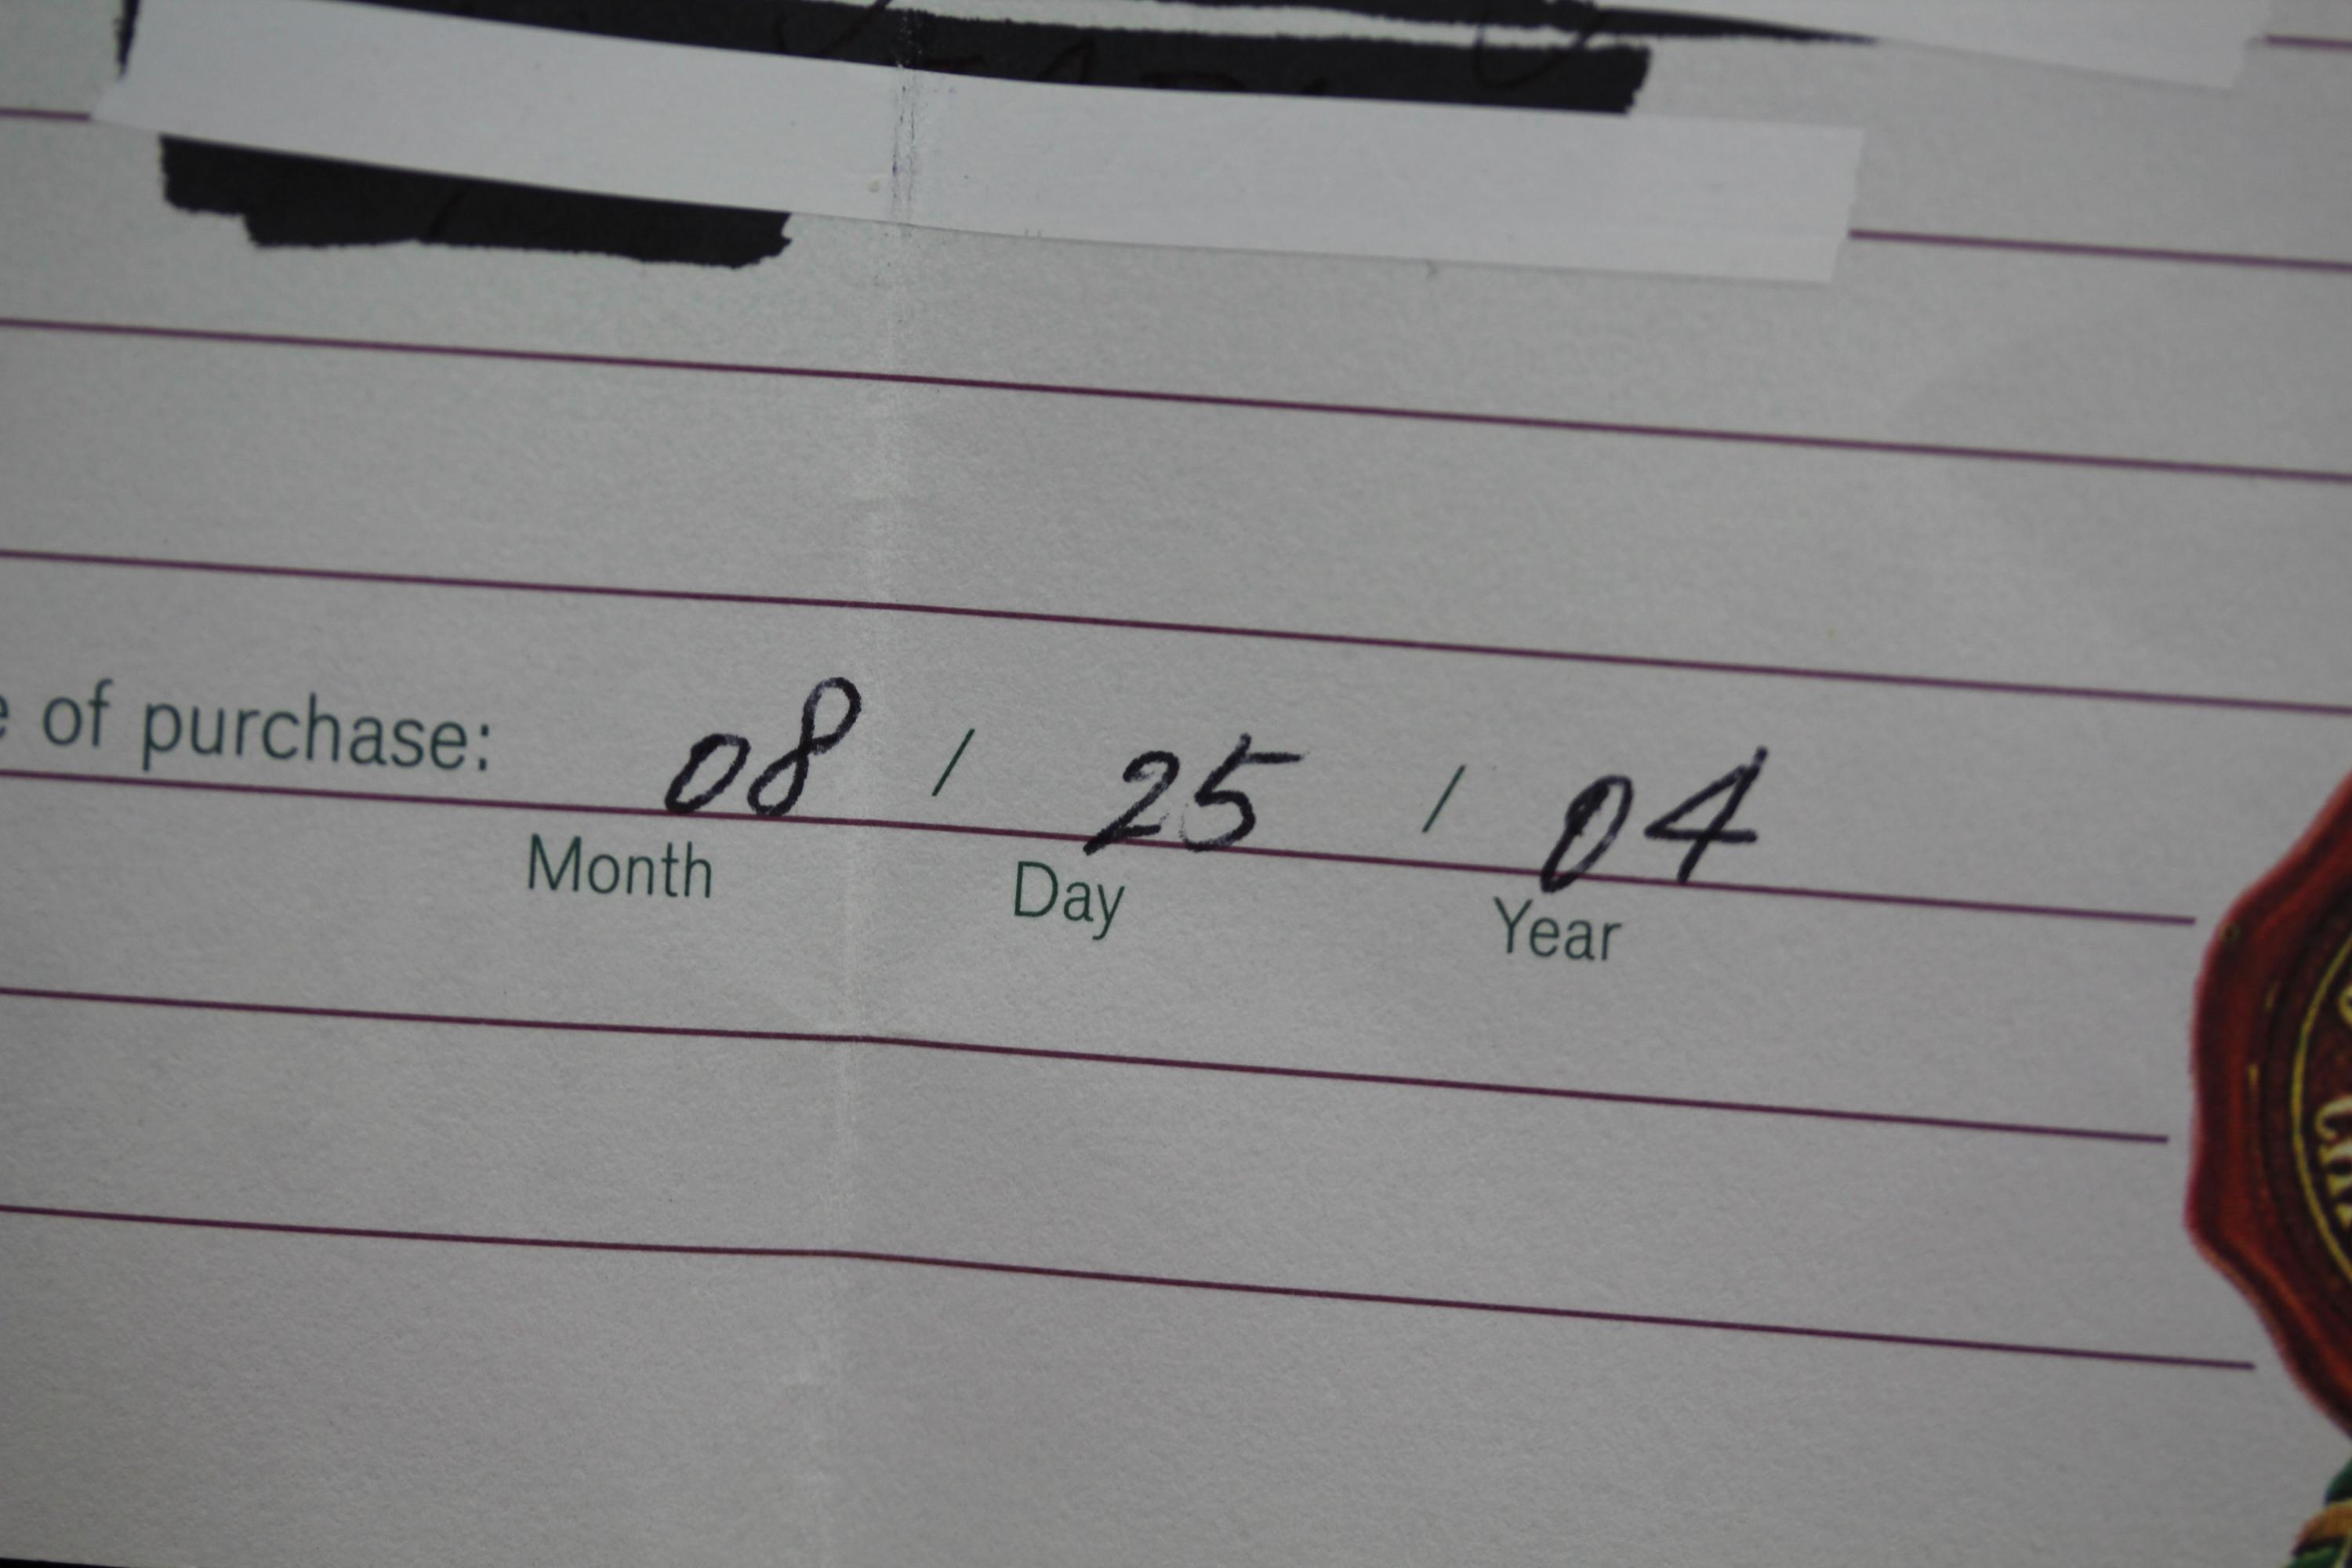 of purchase: 08 / 25 / 04
Month Day Year